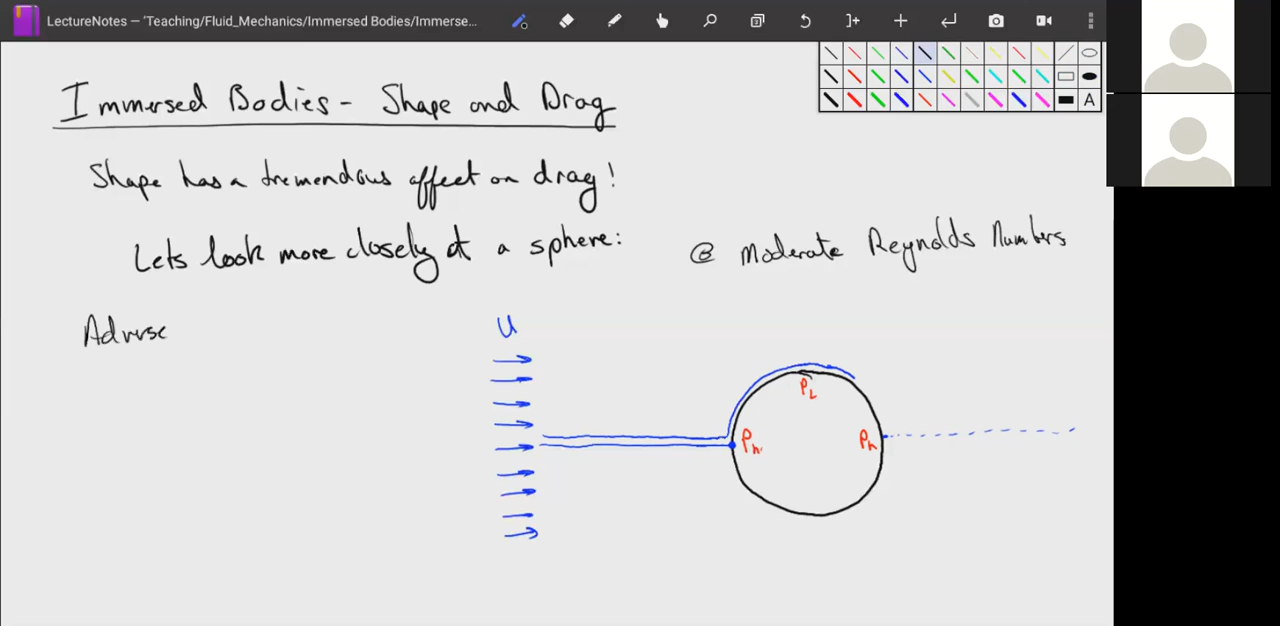 LectureNotes — 'Teaching/Fluid_Mechanics/Immersed Bodies/Immerse...
A
Immersed Bodies - Shape and Drag
Shape has a tremendous affect on drag!
Lets look more closely at a sphere:
@ Moderate Reynolds Numbers
Adverse
U
PL
Ph
Ph